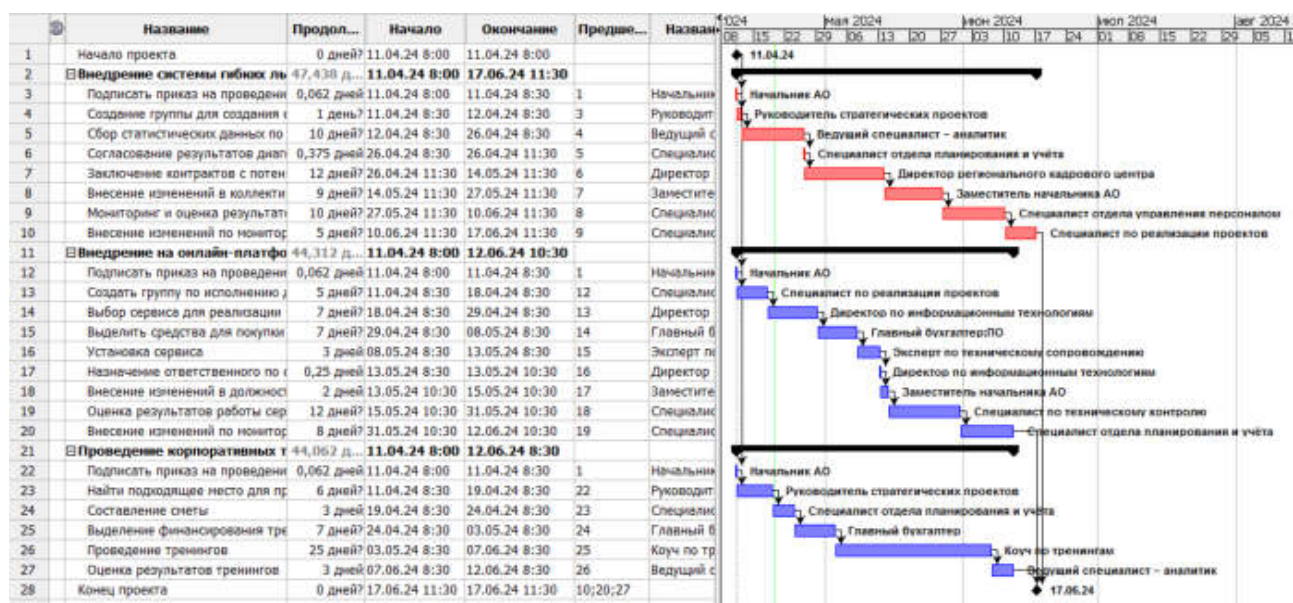 Название Продол... Начало Окончание Предше... Назван
2024 май 2024 июн 2024 июл 2024 авг 2024
08 15 22 29 06 13 20 27 03 10 17 24 01 08 15 22 29 05
1 Начало проекта 0 дней? 11.04.24 8:00 11.04.24 8:00 11.04.24
2 Внедрение системы гибких ль 47,438 д... 11.04.24 8:00 17.06.24 11:30
3 Подписать приказ на проведени 0,062 дней 11.04.24 8:00 11.04.24 8:30 1 Начальник Начальник АО
4 Создание группы для создания 1 день? 11.04.24 8:30 12.04.24 8:30 3 Руководит Руководитель стратегических проектов
5 Сбор статистических данных по 10 дней? 12.04.24 8:30 26.04.24 8:30 4 Ведущий с Ведущий специалист – аналитик
6 Согласование результатов диаг 0,375 дней 26.04.24 8:30 26.04.24 11:30 5 Специалис Специалист отдела планирования и учёта
7 Заключение контрактов с потен 12 дней? 26.04.24 11:30 14.05.24 11:30 6 Директор Директор регионального кадрового центра
8 Внесение изменений в коллекти 9 дней? 14.05.24 11:30 27.05.24 11:30 7 Заместите Заместитель начальника АО
9 Мониторинг и оценка результат 10 дней? 27.05.24 11:30 10.06.24 11:30 8 Специалис Специалист отдела управления персоналом
10 Внесение изменений по монитор 5 дней? 10.06.24 11:30 17.06.24 11:30 9 Специалис Специалист по реализации проектов
11 Внедрение на онлайн-платфо 44,312 д... 11.04.24 8:00 12.06.24 10:30
12 Подписать приказ на проведени 0,062 дней 11.04.24 8:00 11.04.24 8:30 1 Начальник Начальник АО
13 Создать группу по исполнению 5 дней? 11.04.24 8:30 18.04.24 8:30 12 Специалис Специалист по реализации проектов
14 Выбор сервиса для реализации 7 дней? 18.04.24 8:30 29.04.24 8:30 13 Директор Директор по информационным технологиям
15 Выделить средства для покупки 7 дней? 29.04.24 8:30 08.05.24 8:30 14 Главный б Главный бухгалтер;ПО
16 Установка сервиса 3 дней 08.05.24 8:30 13.05.24 8:30 15 Эксперт по Эксперт по техническому сопровождению
17 Назначение ответственного по 0,25 дней 13.05.24 8:30 13.05.24 10:30 16 Директор Директор по информационным технологиям
18 Внесение изменений в должност 2 дней 13.05.24 10:30 15.05.24 10:30 17 Заместите Заместитель начальника АО
19 Оценка результатов работы сер 12 дней? 15.05.24 10:30 31.05.24 10:30 18 Специалис Специалист по техническому контролю
20 Внесение изменений по монитор 8 дней? 31.05.24 10:30 12.06.24 10:30 19 Специалис Специалист отдела планирования и учёта
21 Проведение корпоративных т 44,062 д... 11.04.24 8:00 12.06.24 8:30
22 Подписать приказ на проведени 0,062 дней 11.04.24 8:00 11.04.24 8:30 1 Начальник Начальник АО
23 Найти подходящее место для пр 6 дней? 11.04.24 8:30 19.04.24 8:30 22 Руководит Руководитель стратегических проектов
24 Составление сметы 3 дней 19.04.24 8:30 24.04.24 8:30 23 Специалис Специалист отдела планирования и учёта
25 Выделение финансирования тре 7 дней? 24.04.24 8:30 03.05.24 8:30 24 Главный б Главный бухгалтер
26 Проведение тренингов 25 дней? 03.05.24 8:30 07.06.24 8:30 25 Коуч по тр Коуч по тренингам
27 Оценка результатов тренингов 3 дней 07.06.24 8:30 12.06.24 8:30 26 Ведущий с Ведущий специалист – аналитик
28 Конец проекта 0 дней? 17.06.24 11:30 17.06.24 11:30 10;20;27 17.06.24